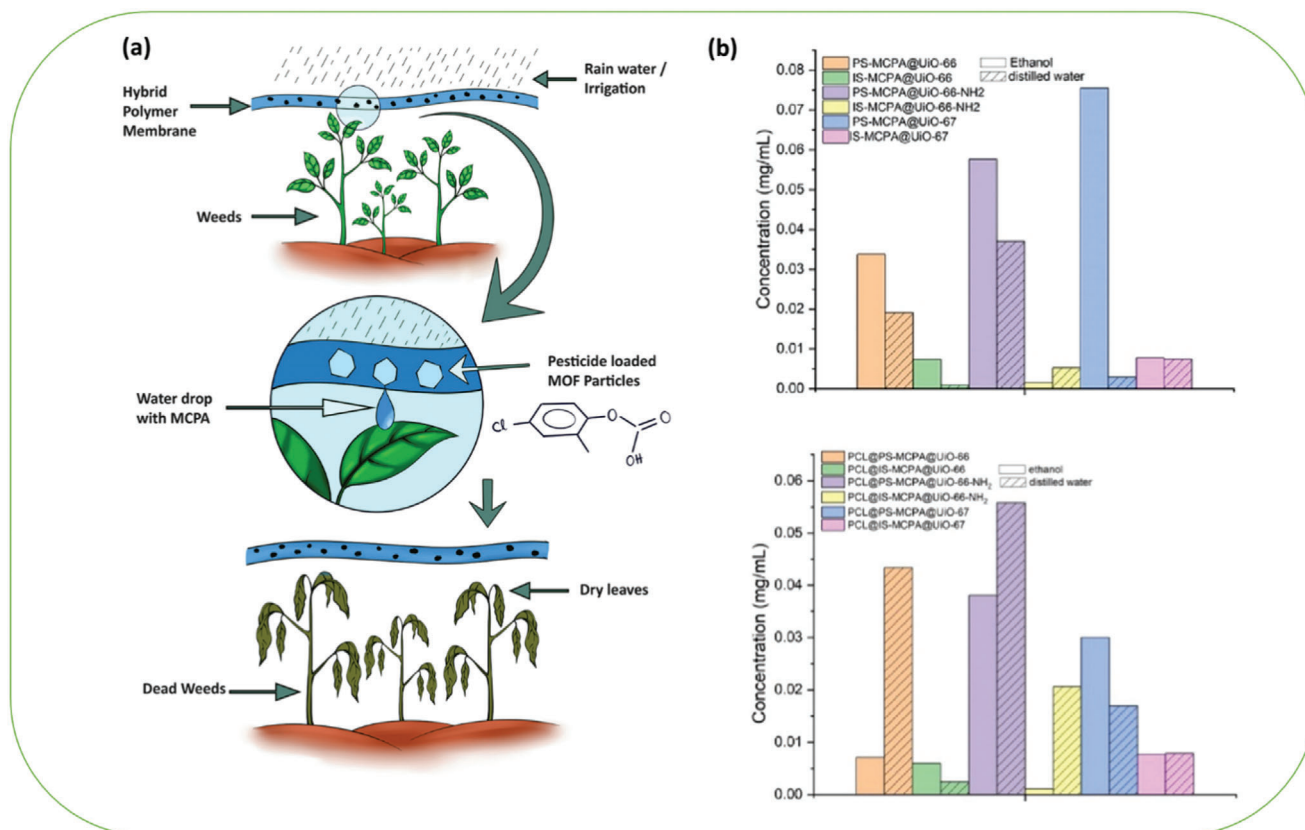 (a)
Rain water /
Irrigation
Hybrid
Polymer
Membrane
Weeds
Pesticide loaded
MOF Particles
Water drop
with MCPA
Cl
O
O
OH
Dry leaves
Dead Weeds
(b)
PS-MCPA@UiO-66
IS-MCPA@UiO-66
PS-MCPA@UiO-66-NH2
IS-MCPA@UiO-66-NH2
PS-MCPA@UiO-67
IS-MCPA@UiO-67
Ethanol
distilled water
Concentration (mg/mL)
0.08
0.07
0.06
0.05
0.04
0.03
0.02
0.01
0.00
PCL@PS-MCPA@UiO-66
PCL@IS-MCPA@UiO-66
PCL@PS-MCPA@UiO-66-NH₂
PCL@IS-MCPA@UiO-66-NH₂
PCL@PS-MCPA@UiO-67
PCL@IS-MCPA@UiO-67
ethanol
distilled water
Concentration (mg/mL)
0.06
0.05
0.04
0.03
0.02
0.01
0.00